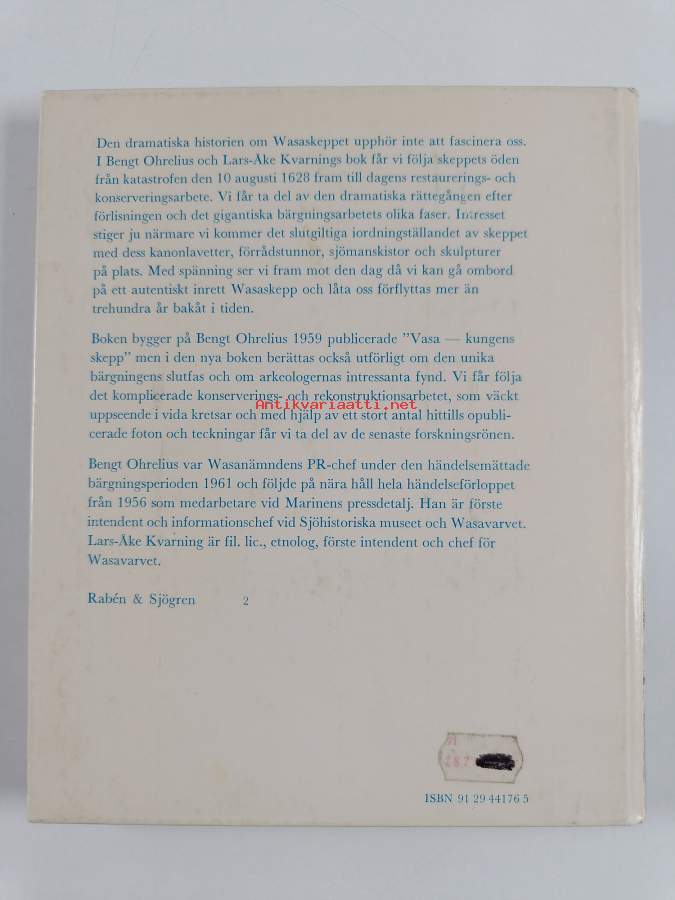 Den dramatiska historien om Wasaskeppet upphör inte att fascinera oss.
I Bengt Ohrelius och Lars-Åke Kvarnings bok får vi följa skeppets öden
från katastrofen den 10 augusti 1628 fram till dagens restaurerings- och
konserveringsarbete. Vi får ta del av den dramatiska rättegången efter
förlisningen och det gigantiska bärgningsarbetets olika faser. Intresset
stiger ju närmare vi kommer det slutgiltiga iordningställandet av skeppet
med dess kanonlavetter, förrådstunnor, sjömanskistor och skulpturer
på plats. Med spänning ser vi fram mot den dag då vi kan gå ombord
på ett autentiskt inrett Wasaskepp och låta oss förflyttas mer än
trehundra år bakåt i tiden.
Boken bygger på Bengt Ohrelius 1959 publicerade ”Vasa — kungens
skepp” men i den nya boken berättas också utförligt om den unika
bärgningens slutfas och om arkeologernas intressanta fynd. Vi får följa
det komplicerade konserverings- och rekonstruktionsarbetet, som väckt
Antikvariaatti.net
uppseende i vida kretsar och med hjälp av ett stort antal hittills opubli-
cerade foton och teckningar får vi ta del av de senaste forskningsrönen.
Bengt Ohrelius var Wasanämndens PR-chef under den händelsemättade
bärgningsperioden 1961 och följde på nära håll hela händelseförloppet
från 1956 som medarbetare vid Marinens pressdetalj. Han är förste
intendent och informationschef vid Sjöhistoriska museet och Wasavarvet.
Lars-Åke Kvarning är fil. lic., etnolog, förste intendent och chef för
Wasavarvet.
Rabén & Sjögren 2
ISBN 91 29 44176 5